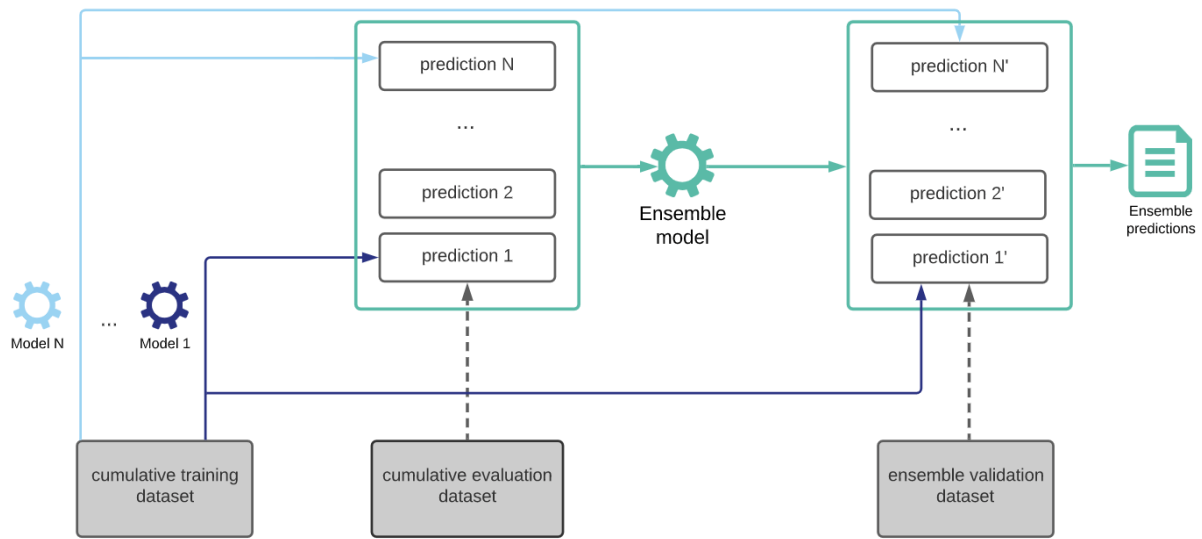 prediction N
...
prediction 2
prediction 1
Ensemble
model
prediction N'
...
prediction 2'
prediction 1'
Ensemble
predictions
Model N
...
Model 1
cumulative training
dataset
cumulative evaluation
dataset
ensemble validation
dataset